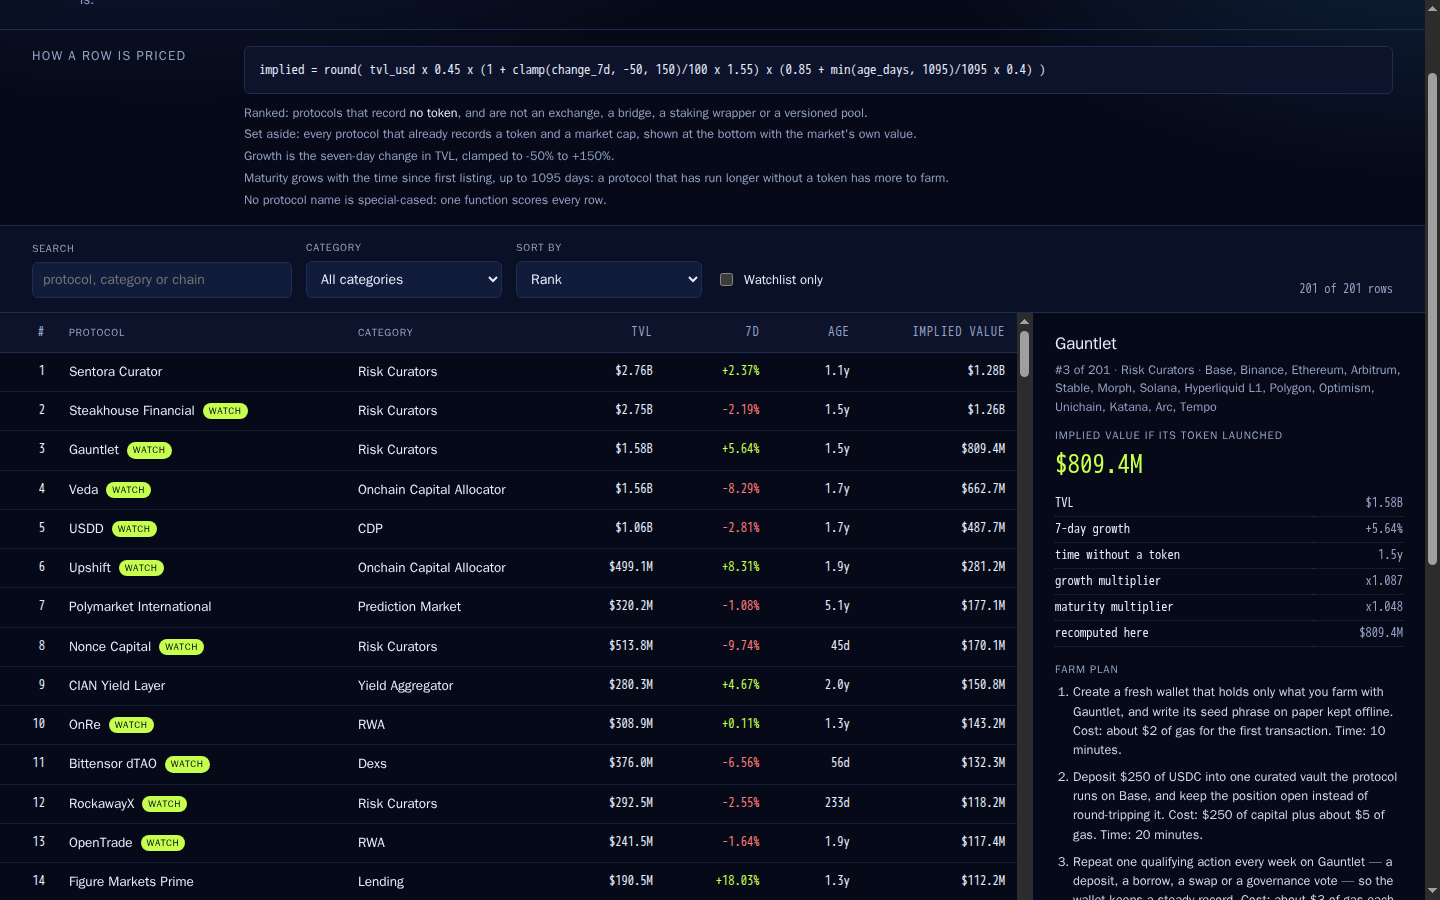 is.
HOW A ROW IS PRICED
implied = round( tvl_usd x 0.45 x (1 + clamp(change_7d, -50, 150)/100 x 1.55) x (0.85 + min(age_days, 1095)/1095 x 0.4) )
Ranked: protocols that record no token, and are not an exchange, a bridge, a staking wrapper or a versioned pool.
Set aside: every protocol that already records a token and a market cap, shown at the bottom with the market's own value.
Growth is the seven-day change in TVL, clamped to -50% to +150%.
Maturity grows with the time since first listing, up to 1095 days: a protocol that has run longer without a token has more to farm.
No protocol name is special-cased: one function scores every row.
SEARCH CATEGORY SORT BY
protocol, category or chain All categories Rank Watchlist only
201 of 201 rows
# PROTOCOL CATEGORY TVL 7D AGE IMPLIED VALUE
1 Sentora Curator Risk Curators $2.76B +2.37% 1.1y $1.28B
2 Steakhouse Financial WATCH Risk Curators $2.75B -2.19% 1.5y $1.26B
3 Gauntlet WATCH Risk Curators $1.58B +5.64% 1.5y $809.4M
4 Veda WATCH Onchain Capital Allocator $1.56B -8.29% 1.7y $662.7M
5 USDD WATCH CDP $1.06B -2.81% 1.7y $487.7M
6 Upshift WATCH Onchain Capital Allocator $499.1M +8.31% 1.9y $281.2M
7 Polymarket International Prediction Market $320.2M -1.08% 5.1y $177.1M
8 Nonce Capital WATCH Risk Curators $513.8M -9.74% 45d $170.1M
9 CIAN Yield Layer Yield Aggregator $280.3M +4.67% 2.0y $150.8M
10 OnRe WATCH RWA $308.9M +0.11% 1.3y $143.2M
11 Bittensor dTAO WATCH Dexs $376.0M -6.56% 56d $132.3M
12 RockawayX WATCH Risk Curators $292.5M -2.55% 233d $118.2M
13 OpenTrade WATCH RWA $241.5M -1.64% 1.9y $117.4M
14 Figure Markets Prime Lending $190.5M +18.03% 1.3y $112.2M
Gauntlet
#3 of 201 · Risk Curators · Base, Binance, Ethereum, Arbitrum,
Stable, Morph, Solana, Hyperliquid L1, Polygon, Optimism,
Unichain, Katana, Arc, Tempo
IMPLIED VALUE IF ITS TOKEN LAUNCHED
$809.4M
TVL $1.58B
7-day growth +5.64%
time without a token 1.5y
growth multiplier x1.087
maturity multiplier x1.048
recomputed here $809.4M
FARM PLAN
1. Create a fresh wallet that holds only what you farm with
Gauntlet, and write its seed phrase on paper kept offline.
Cost: about $2 of gas for the first transaction. Time: 10
minutes.
2. Deposit $250 of USDC into one curated vault the protocol
runs on Base, and keep the position open instead of
round-tripping it. Cost: $250 of capital plus about $5 of
gas. Time: 20 minutes.
3. Repeat one qualifying action every week on Gauntlet — a
deposit, a borrow, a swap or a governance vote — so the
wallet keeps a steady record. Cost: about $3 of gas each